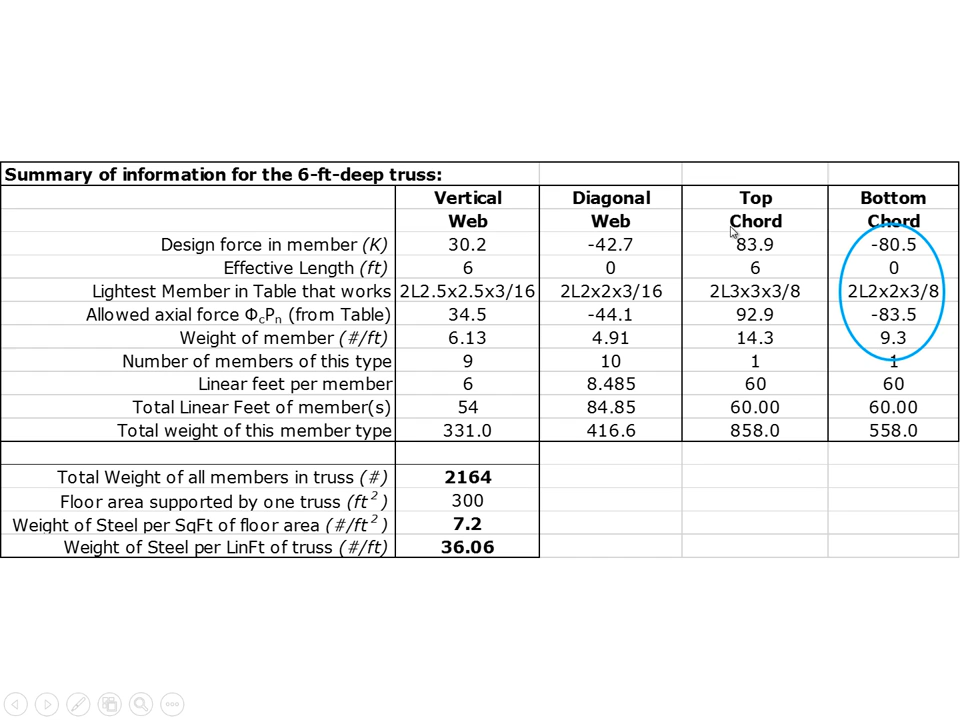 Summary of information for the 6-ft-deep truss:
Vertical Diagonal Top Bottom
Web Web Chord Chord
Design force in member (K) 30.2 -42.7 83.9 -80.5
Effective Length (ft) 6 0 6 0
Lightest Member in Table that works 2L2.5x2.5x3/16 2L2x2x3/16 2L3x3x3/8 2L2x2x3/8
Allowed axial force ΦcPn (from Table) 34.5 -44.1 92.9 -83.5
Weight of member (#/ft) 6.13 4.91 14.3 9.3
Number of members of this type 9 10 1 1
Linear feet per member 6 8.485 60 60
Total Linear Feet of member(s) 54 84.85 60.00 60.00
Total weight of this member type 331.0 416.6 858.0 558.0
Total Weight of all members in truss (#) 2164
Floor area supported by one truss (ft²) 300
Weight of Steel per SqFt of floor area (#/ft²) 7.2
Weight of Steel per LinFt of truss (#/ft) 36.06